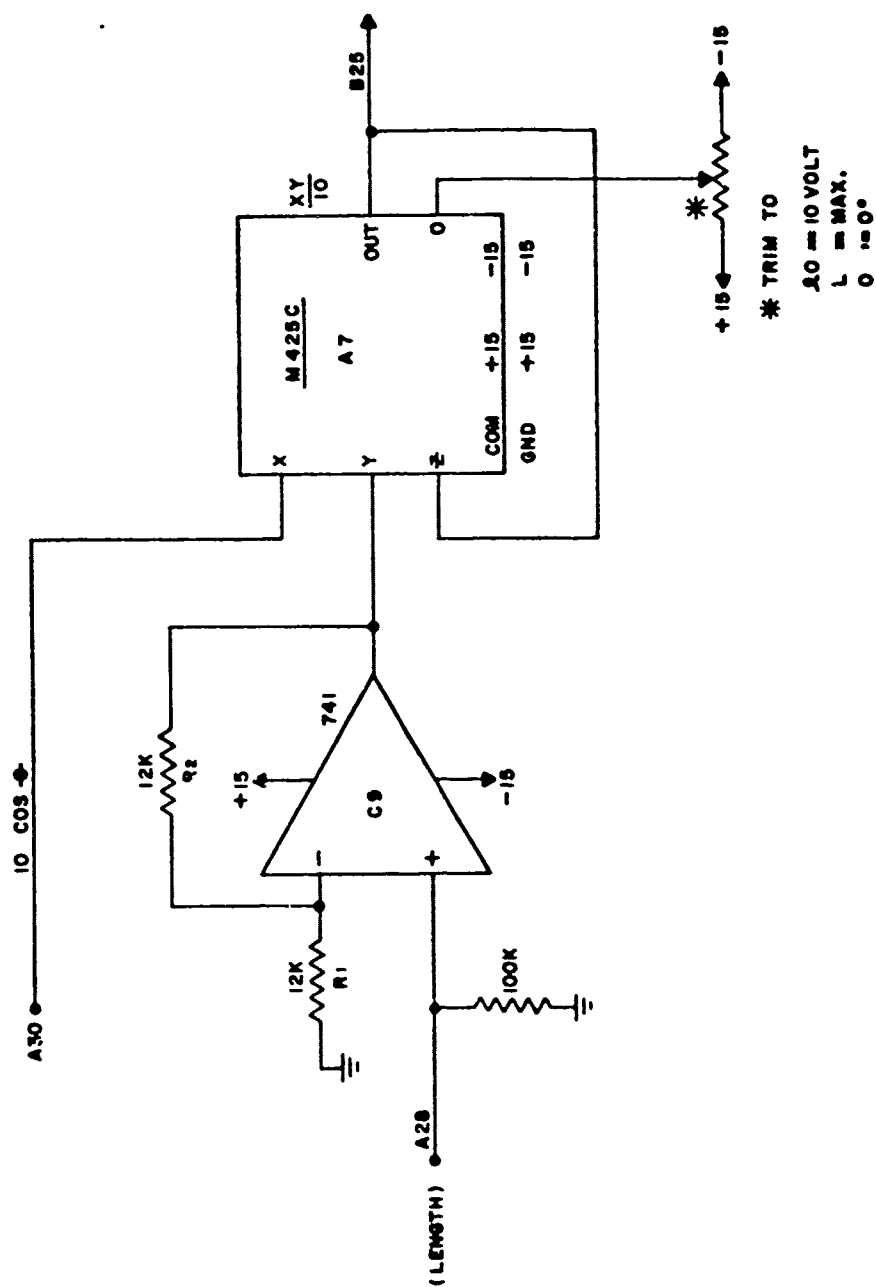 A30
10 COS Φ
12K
R2
+15
741
C9
-15
-
+
12K
R1
100K
(LENGTH)
A28
X
Y
Z
M425C
A7
XY
10
OUT
O
COM +15 -15
GND +15 -15
B25
+15
-15
* TRIM TO
ℓO = 10 VOLT
L = MAX.
O = 0°